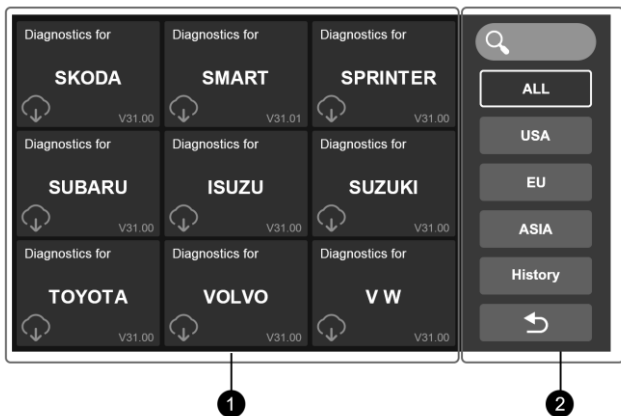 Diagnostics for
SKODA
V31.00
Diagnostics for
SMART
V31.01
Diagnostics for
SPRINTER
V31.00
Diagnostics for
SUBARU
V31.00
Diagnostics for
ISUZU
V31.00
Diagnostics for
SUZUKI
V31.00
Diagnostics for
TOYOTA
V31.00
Diagnostics for
VOLVO
V31.00
Diagnostics for
V W
V31.00
ALL
USA
EU
ASIA
History
1
2